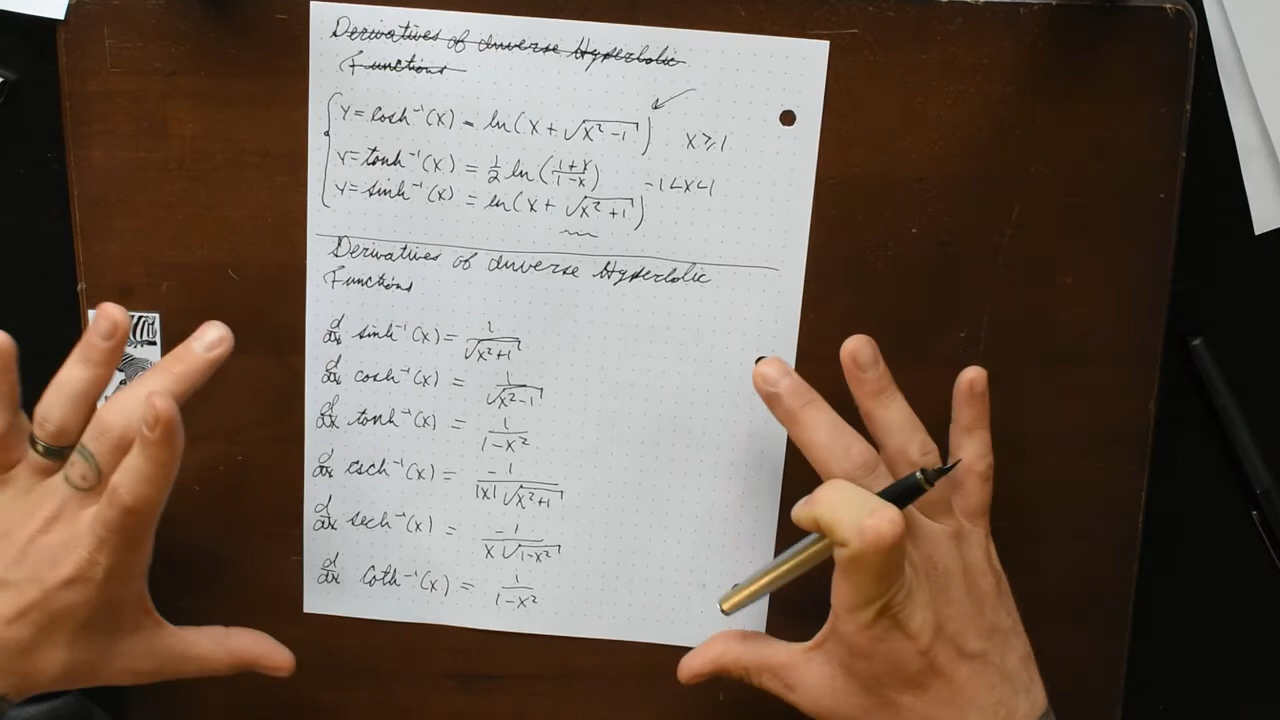 Derivatives of Inverse Hyperbolic
Functions
y = cosh⁻¹(x) = ln(x + √(x² - 1)) x ≥ 1
y = tanh⁻¹(x) = 1/2 ln((1+x)/(1-x)) -1 < x < 1
y = sinh⁻¹(x) = ln(x + √(x² + 1))
Derivatives of Inverse Hyperbolic
Functions
d/dx sinh⁻¹(x) = 1/√(x²+1)
d/dx cosh⁻¹(x) = 1/√(x²-1)
d/dx tanh⁻¹(x) = 1/(1-x²)
d/dx csch⁻¹(x) = -1/(|x|√(x²+1))
d/dx sech⁻¹(x) = -1/(x√(1-x²))
d/dx coth⁻¹(x) = 1/(1-x²)